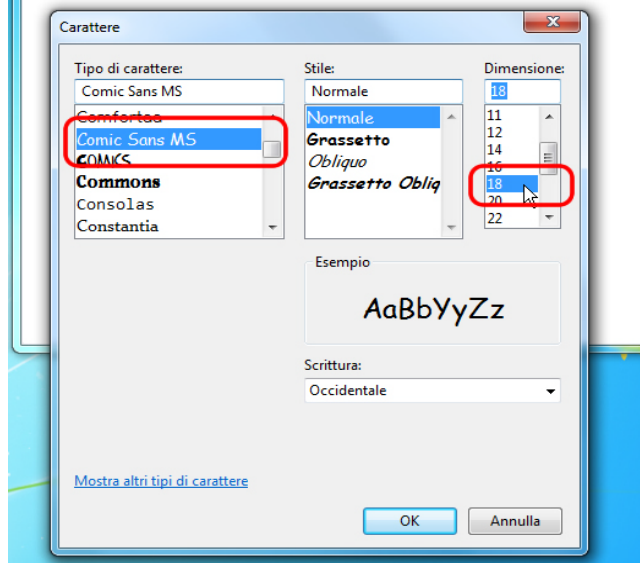 Carattere
Tipo di carattere:
Comic Sans MS
Comfortaa
Comic Sans MS
COMICS
Commons
Consolas
Constantia
Stile:
Normale
Normale
Grassetto
Obliquo
Grassetto Obliq
Dimensione:
18
11
12
14
16
18
20
22
Esempio
AaBbYyZz
Scrittura:
Occidentale
Mostra altri tipi di carattere
OK
Annulla